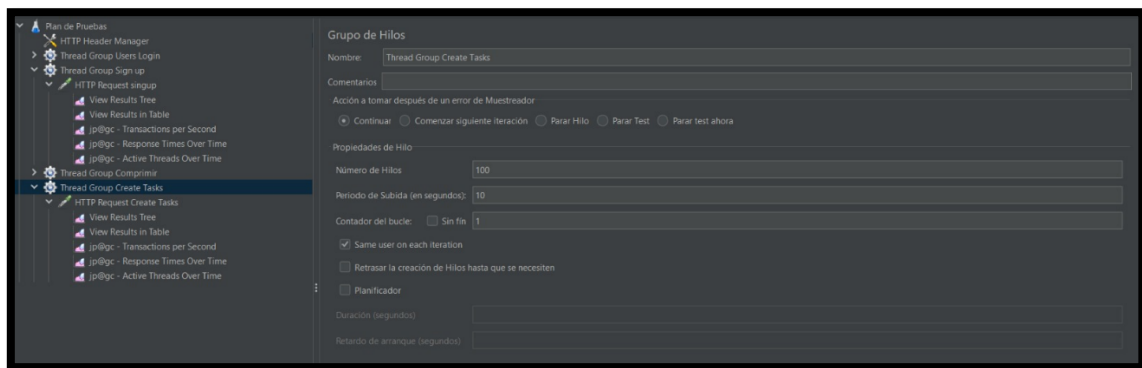 Plan de Pruebas
HTTP Header Manager
Thread Group Users Login
Thread Group Sign up
HTTP Request singup
View Results Tree
View Results in Table
jp@gc - Transactions per Second
jp@gc - Response Times Over Time
jp@gc - Active Threads Over Time
Thread Group Comprimir
Thread Group Create Tasks
HTTP Request Create Tasks
View Results Tree
View Results in Table
jp@gc - Transactions per Second
jp@gc - Response Times Over Time
jp@gc - Active Threads Over Time
Grupo de Hilos
Nombre: Thread Group Create Tasks
Comentarios
Acción a tomar después de un error de Muestreador
Continuar Comenzar siguiente iteración Parar Hilo Parar Test Parar test ahora
Propiedades de Hilo
Número de Hilos 100
Periodo de Subida (en segundos): 10
Contador del bucle: Sin fín 1
Same user on each iteration
Retrasar la creación de Hilos hasta que se necesiten
Planificador
Duración (segundos)
Retardo de arranque (segundos)